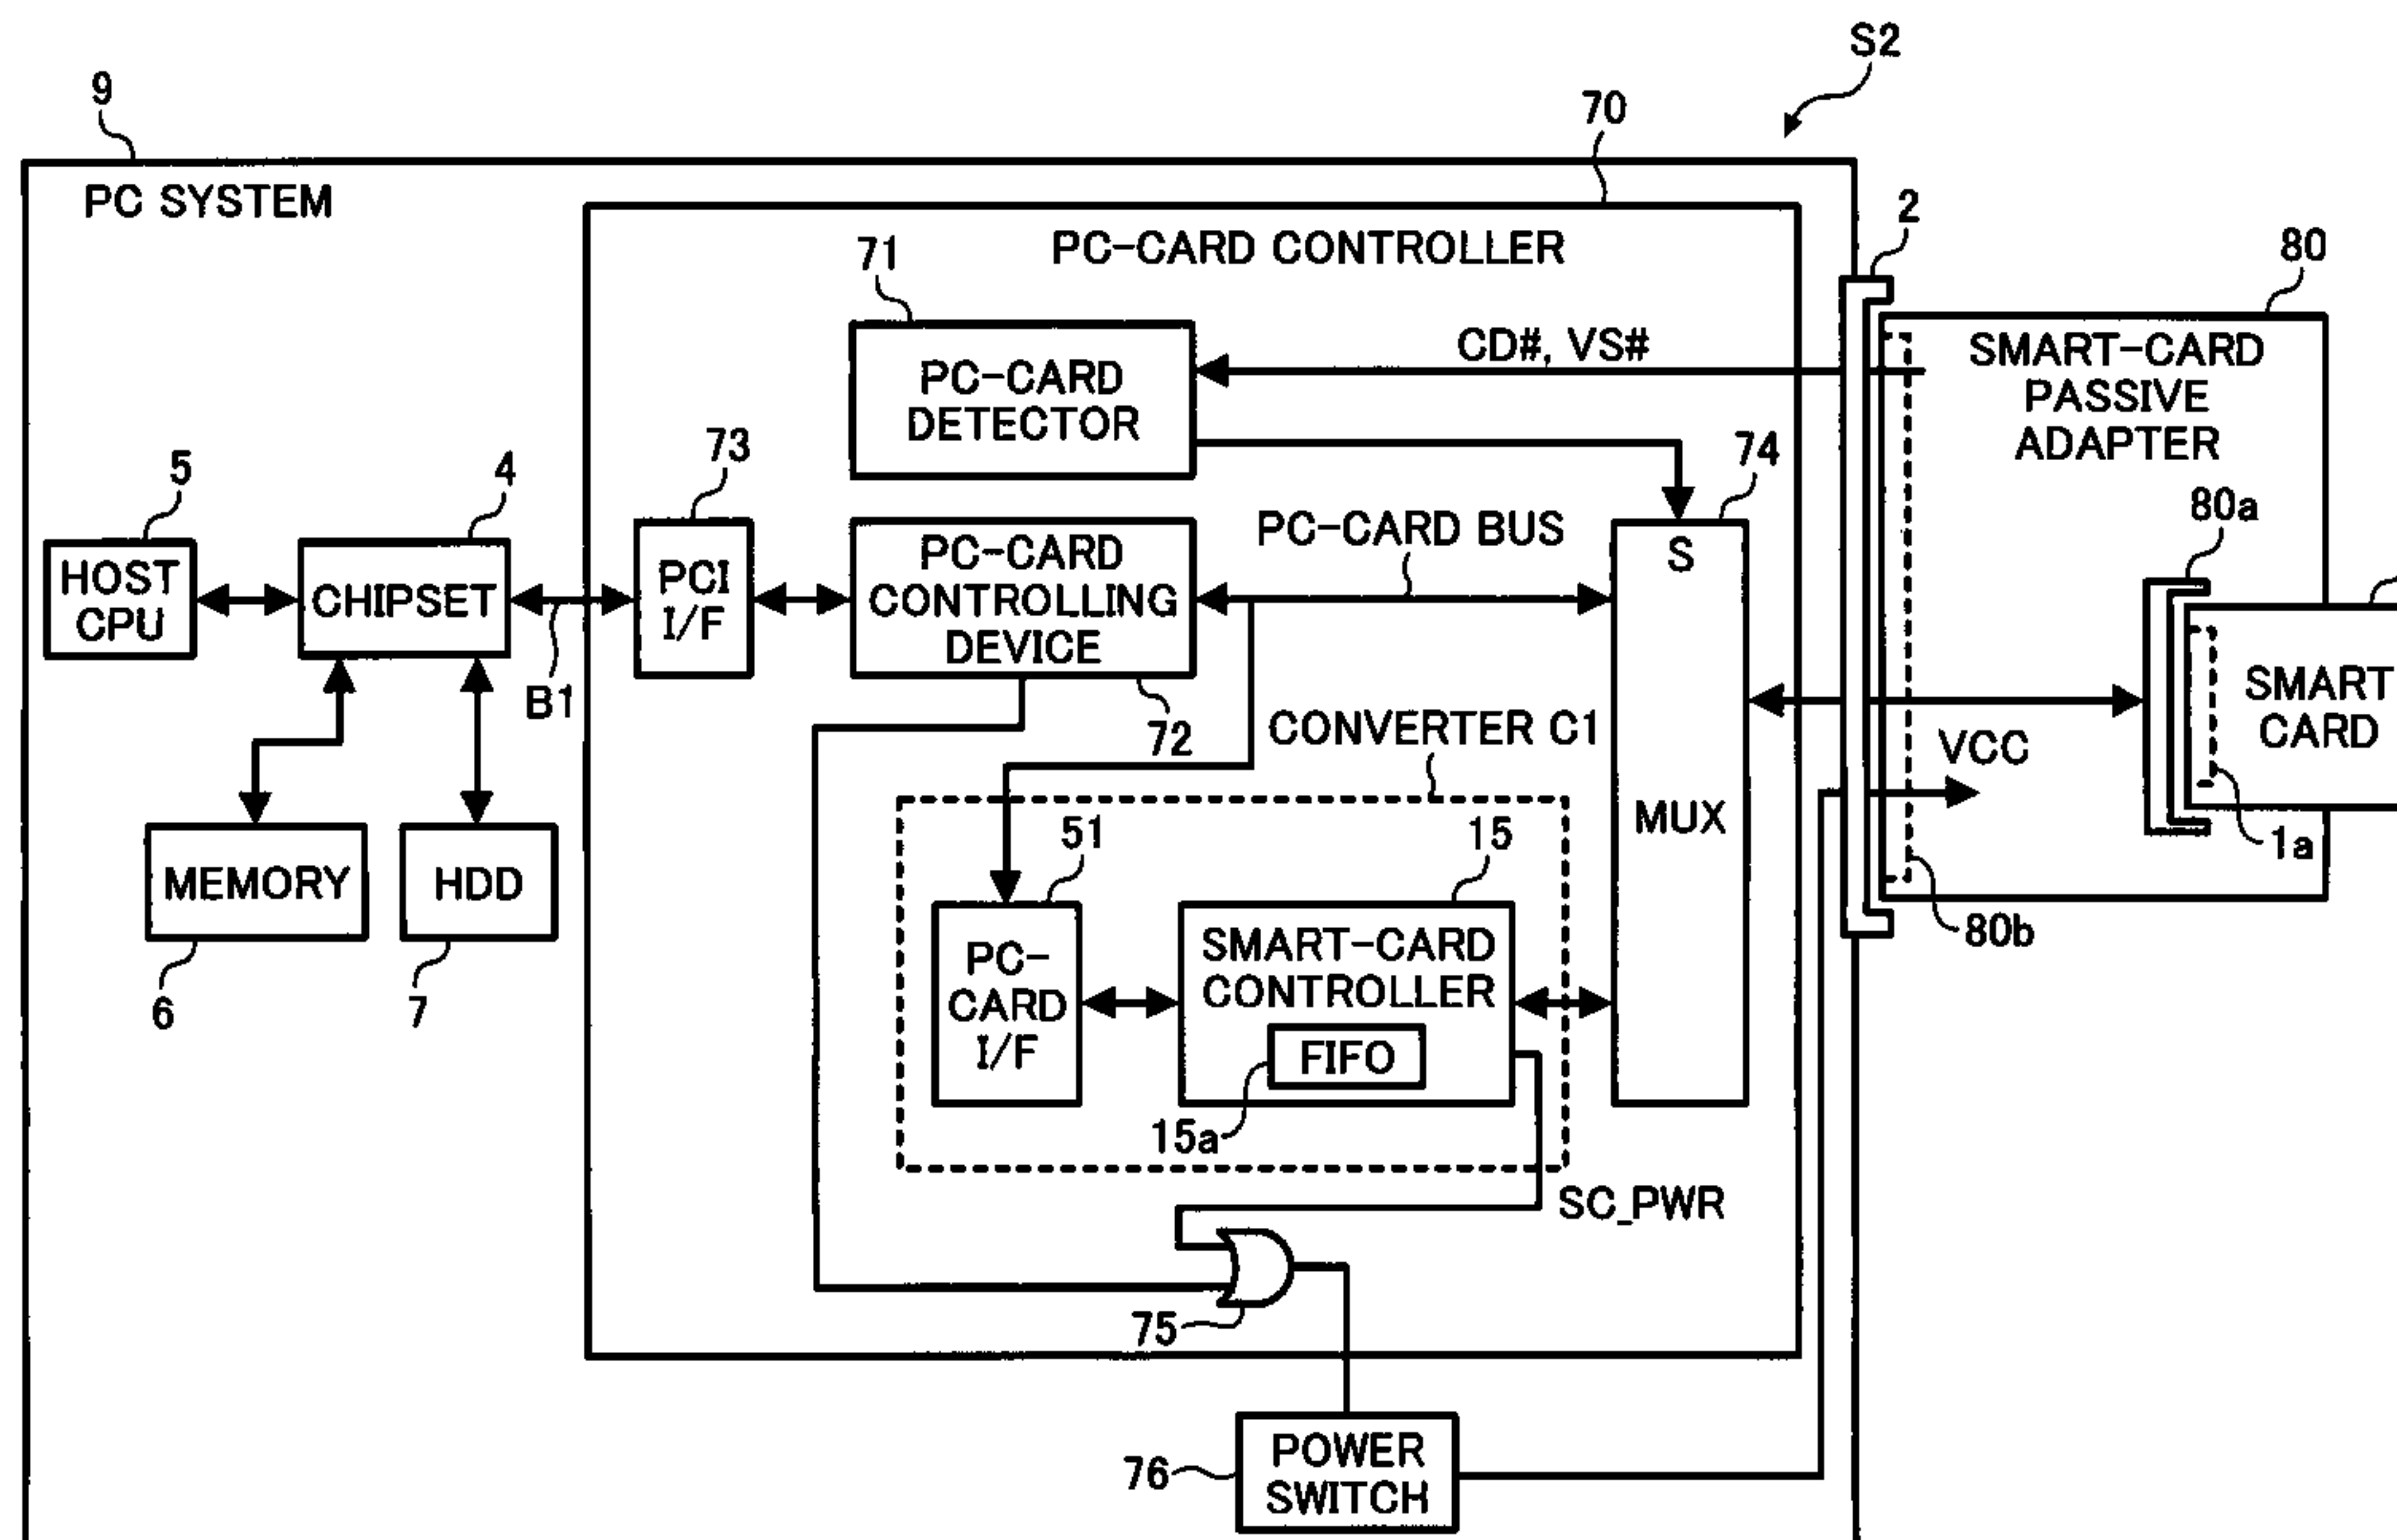 S2
9
70
PC SYSTEM
2
PC-CARD CONTROLLER
71
80
CD#, VS#
SMART-CARD
PASSIVE
ADAPTER
PC-CARD
DETECTOR
73
74
5
4
80a
PC-CARD BUS
S
HOST
CPU
CHIPSET
PCI
I/F
PC-CARD
CONTROLLING
DEVICE
SMART
CARD
B1
72
CONVERTER C1
VCC
MUX
51
15
1a
MEMORY
HDD
80b
PC-
CARD
I/F
SMART-CARD
CONTROLLER
6
7
FIFO
15a
SC_PWR
75
POWER
SWITCH
76